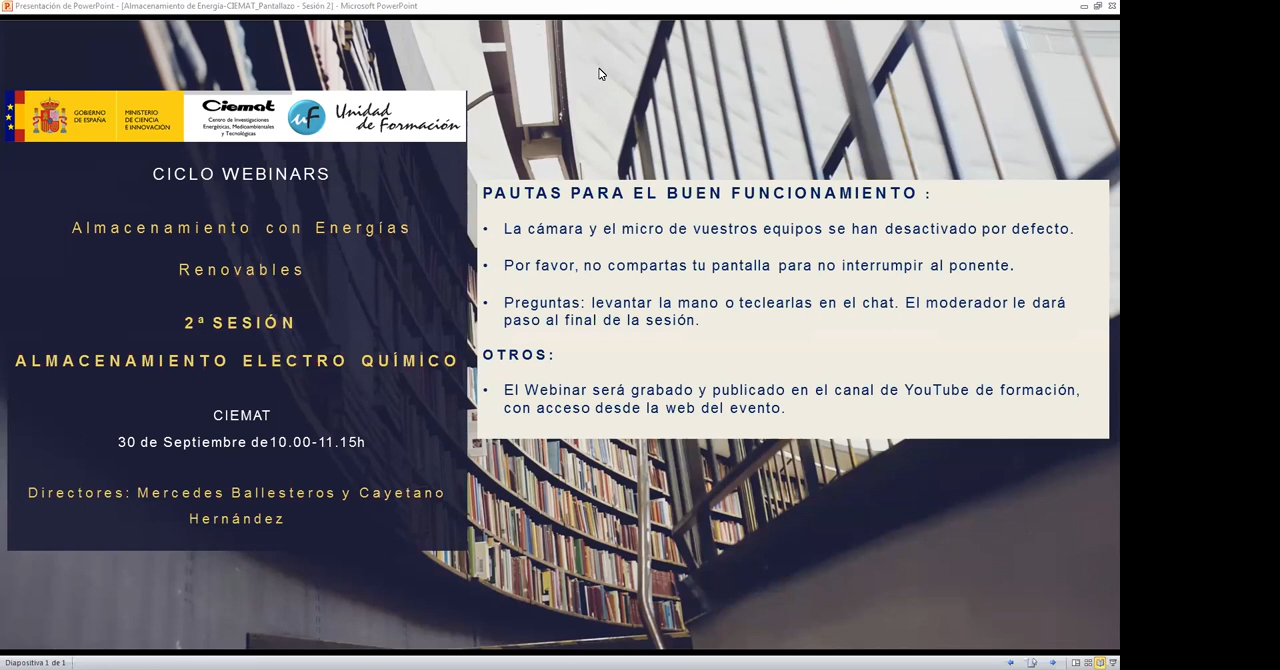 Presentación de PowerPoint - [Almacenamiento de Energía-CIEMAT_Pantallazo - Sesión 2] - Microsoft PowerPoint
GOBIERNO
DE ESPAÑA
MINISTERIO
DE CIENCIA
E INNOVACIÓN
Ciemat
Centro de Investigaciones
Energéticas, Medioambientales
y Tecnológicas
uf
Unidad
de Formación
CICLO WEBINARS
Almacenamiento con Energías
Renovables
2ª SESIÓN
ALMACENAMIENTO ELECTRO QUÍMICO
CIEMAT
30 de Septiembre de10.00-11.15h
Directores: Mercedes Ballesteros y Cayetano
Hernández
PAUTAS PARA EL BUEN FUNCIONAMIENTO :
• La cámara y el micro de vuestros equipos se han desactivado por defecto.
• Por favor, no compartas tu pantalla para no interrumpir al ponente.
• Preguntas: levantar la mano o teclearlas en el chat. El moderador le dará
paso al final de la sesión.
OTROS:
• El Webinar será grabado y publicado en el canal de YouTube de formación,
con acceso desde la web del evento.
Diapositiva 1 de 1